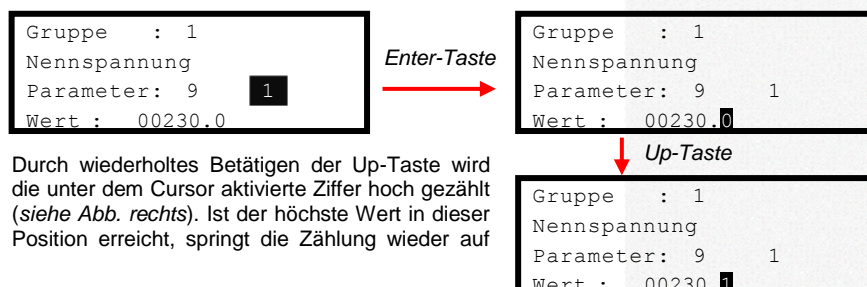 Gruppe : 1
Nennspannung
Parameter: 9 1
Wert : 00230.0
Enter-Taste
Gruppe : 1
Nennspannung
Parameter: 9 1
Wert : 00230.0
Up-Taste
Durch wiederholtes Betätigen der Up-Taste wird
die unter dem Cursor aktivierte Ziffer hoch gezählt
(siehe Abb. rechts). Ist der höchste Wert in dieser
Position erreicht, springt die Zählung wieder auf
Gruppe : 1
Nennspannung
Parameter: 9 1
Wert : 00230.1